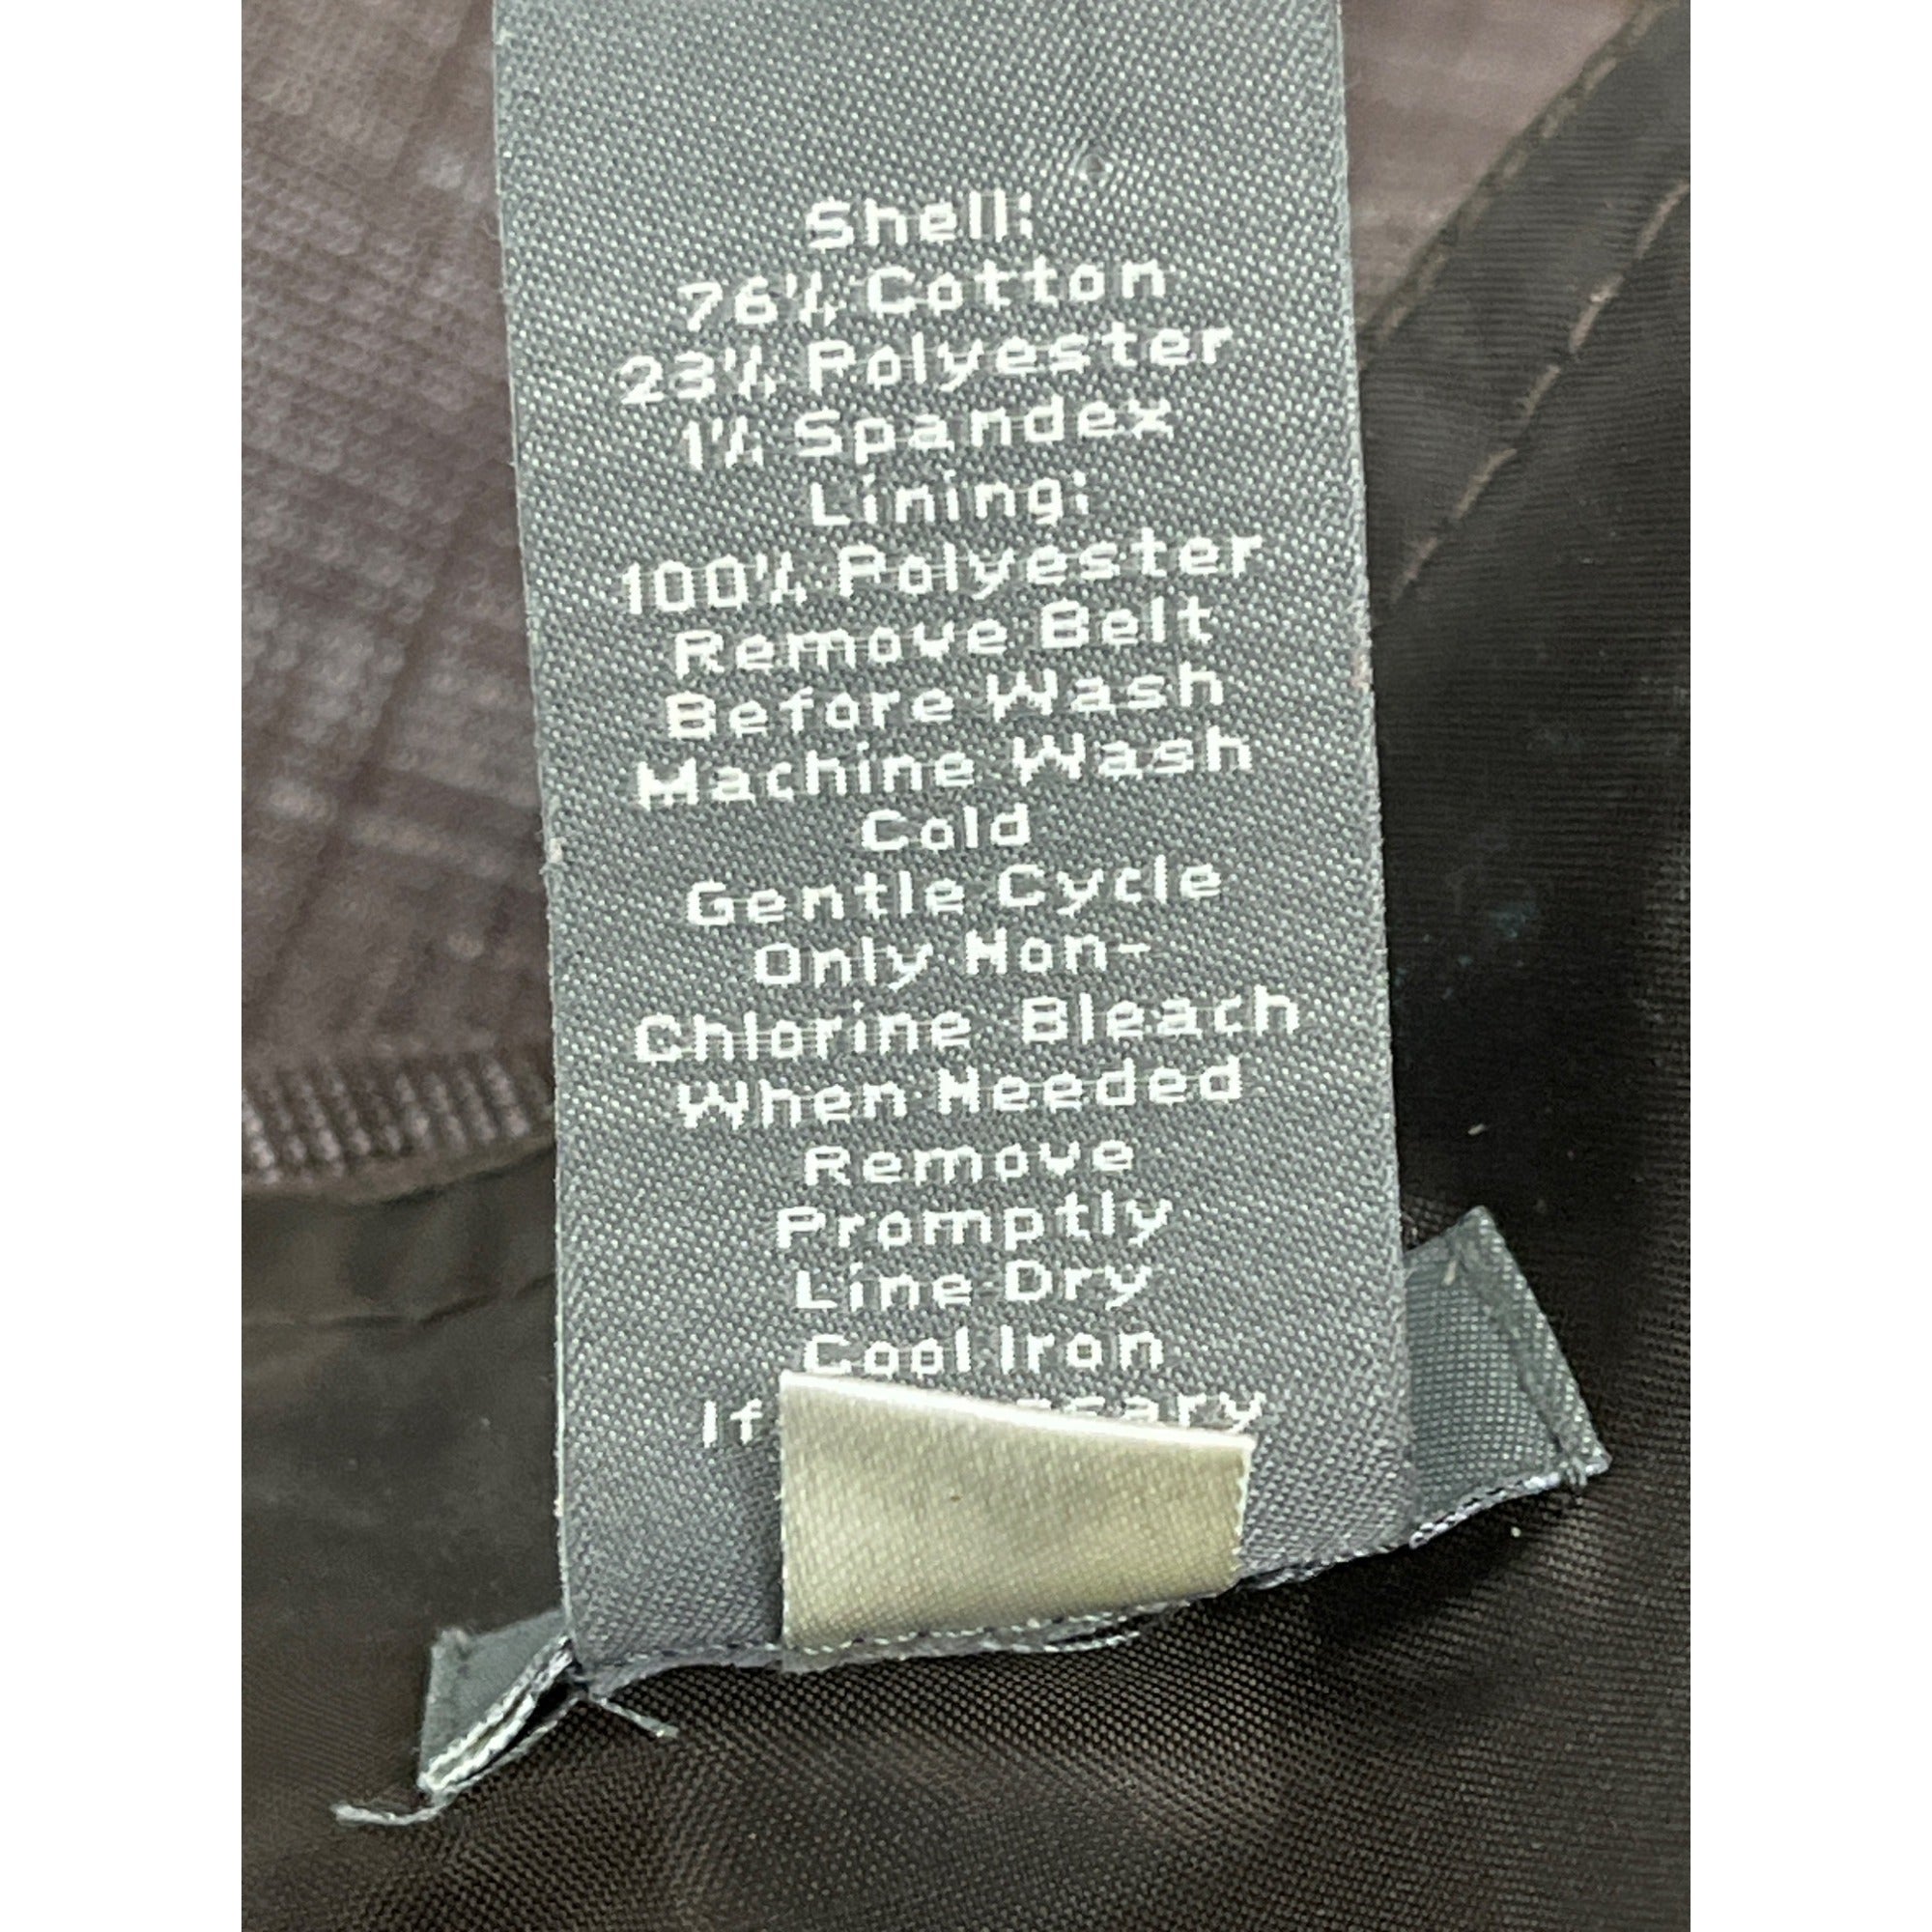 Shell:
76% Cotton
23% Polyester
1% Spandex
Lining:
100% Polyester
Remove Belt
Before Wash
Machine Wash
Cold
Gentle Cycle
Only Non-
Chlorine Bleach
When Needed
Remove
Promptly
Line Dry
Cool Iron
If